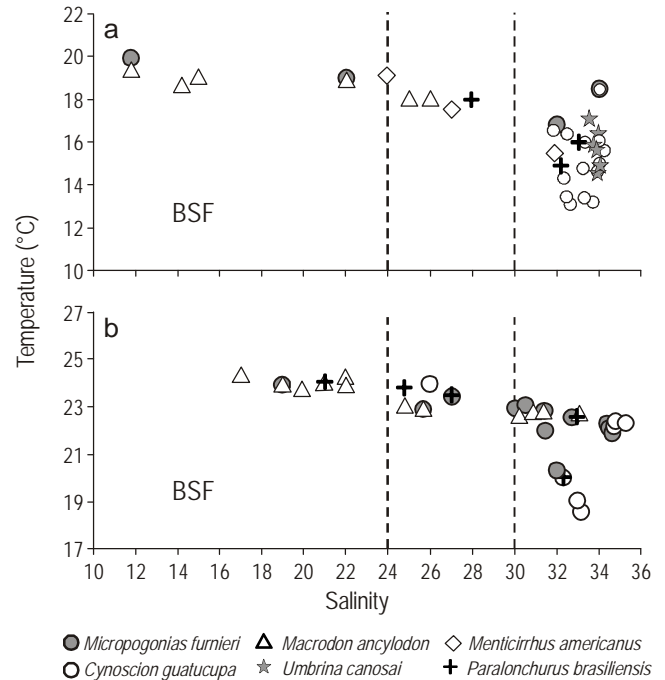 22
a
20
18
16
14
BSF
12
10
Temperature (°C)
27
b
25
23
21
BSF
19
17
10 12 14 16 18 20 22 24 26 28 30 32 34 36
Salinity
Micropogonias furnieri Macrodon ancylodon Menticirrhus americanus
Cynoscion guatucupa Umbrina canosai Paralonchurus brasiliensis